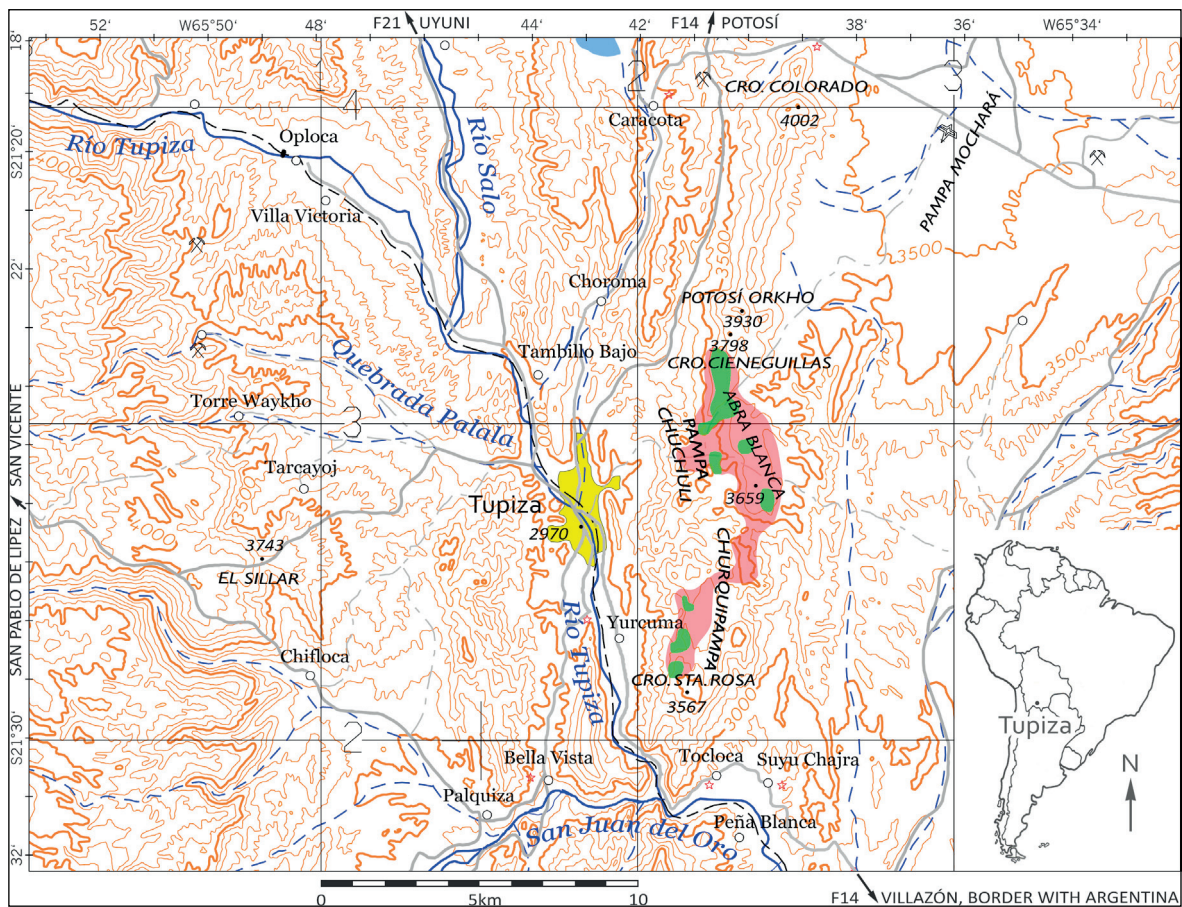 F21 UYUNI
F14 POTOSÍ
52'
W65°50'
48'
44'
42'
38'
36'
W65°34'
18'
1
2
3
CRO. COLORADO
4
Caracota
4002
PAMPA MOCHARÁ
S21°20'
Río Tupiza
Oploca
Río Salo
Villa Victoria
3500
3500
22'
Choroma
POTOSÍ ORKHO
3930
3798
Tambillo Bajo
CRO.CIENEGUILLAS
3500
Quebrada Palala
Torre Waykho
3
ABRA BLANCA
PAMPA
CHUCHULI
Tarcayoj
3659
SAN PABLO DE LIPEZ
SAN VICENTE
Tupiza
2970
3743
EL SILLAR
CHURQUIPAMPA
Río Tupiza
Yurcuma
Chifloca
CRO. STA. ROSA
3567
Tupiza
S21°30'
2
Bella Vista
Tocloca
Suyu Chajra
N
Palquiza
San Juan del Oro
Peña Blanca
32'
0
5km
10
F14 VILLAZÓN, BORDER WITH ARGENTINA